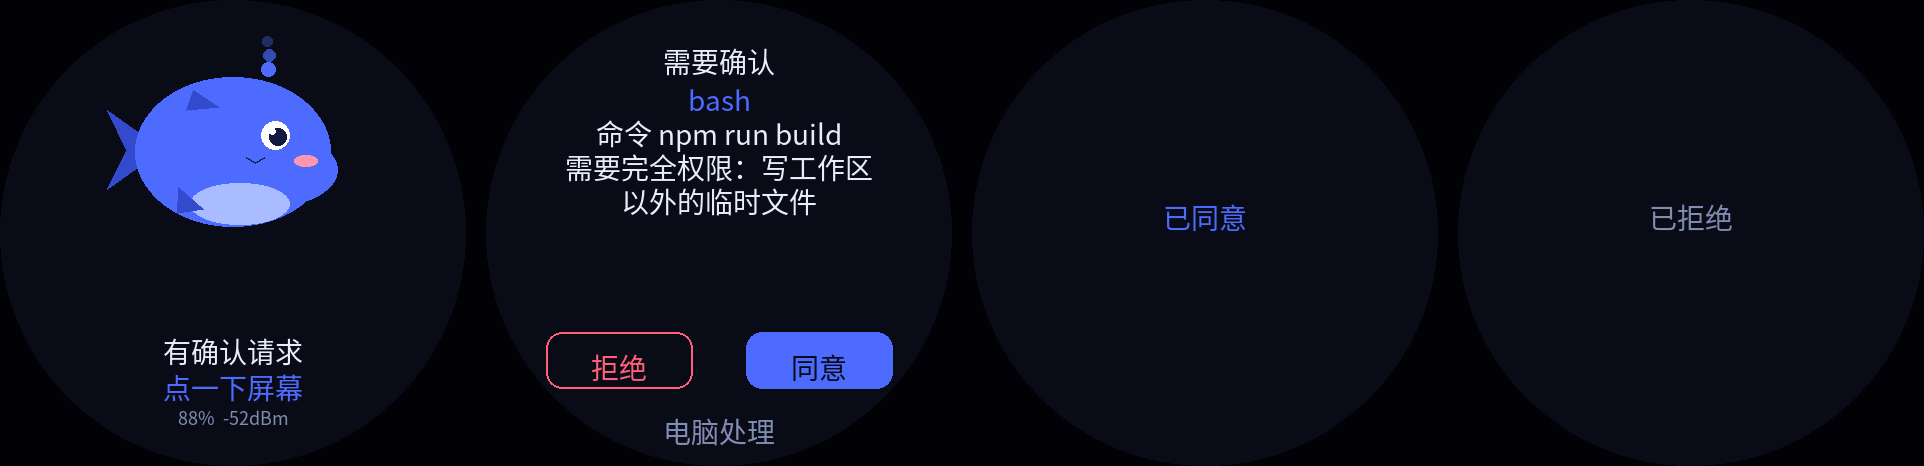 有确认请求
点一下屏幕
88% -52dBm
需要确认
bash
命令 npm run build
需要完全权限：写工作区
以外的临时文件
拒绝
同意
电脑处理
已同意
已拒绝